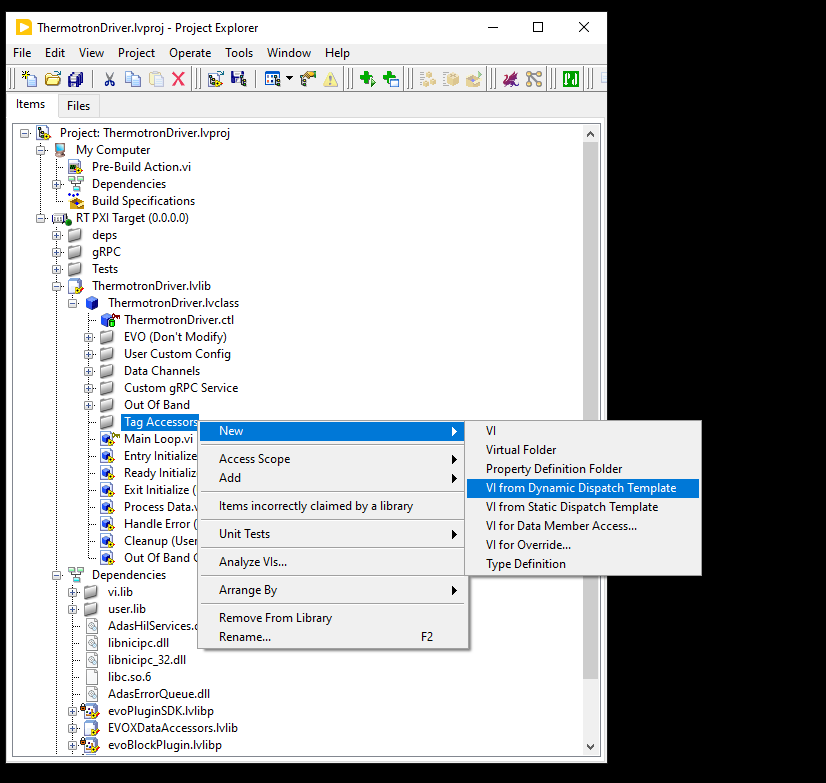 ThermotronDriver.lvproj - Project Explorer
File Edit View Project Operate Tools Window Help
Items Files
Project: ThermotronDriver.lvproj
My Computer
Pre-Build Action.vi
Dependencies
Build Specifications
RT PXI Target (0.0.0.0)
deps
gRPC
Tests
ThermotronDriver.lvlib
ThermotronDriver.lvclass
ThermotronDriver.ctl
EVO (Don't Modify)
User Custom Config
Data Channels
Custom gRPC Service
Out Of Band
Tag Accessors
Main Loop.vi
Entry Initialize
Ready Initialize
Exit Initialize (
Process Data.v
Handle Error (
Cleanup (User
Out Of Band C
Dependencies
vi.lib
user.lib
AdasHilServices.d
libnicipc.dll
libnicipc_32.dll
libc.so.6
AdasErrorQueue.dll
evoPluginSDK.lvlibp
EVOXDataAccessors.lvlib
evoBlockPlugin.lvlibp
New
Access Scope
Add
Items incorrectly claimed by a library
Unit Tests
Analyze VIs...
Arrange By
Remove From Library
Rename... F2
VI
Virtual Folder
Property Definition Folder
VI from Dynamic Dispatch Template
VI from Static Dispatch Template
VI for Data Member Access...
VI for Override...
Type Definition